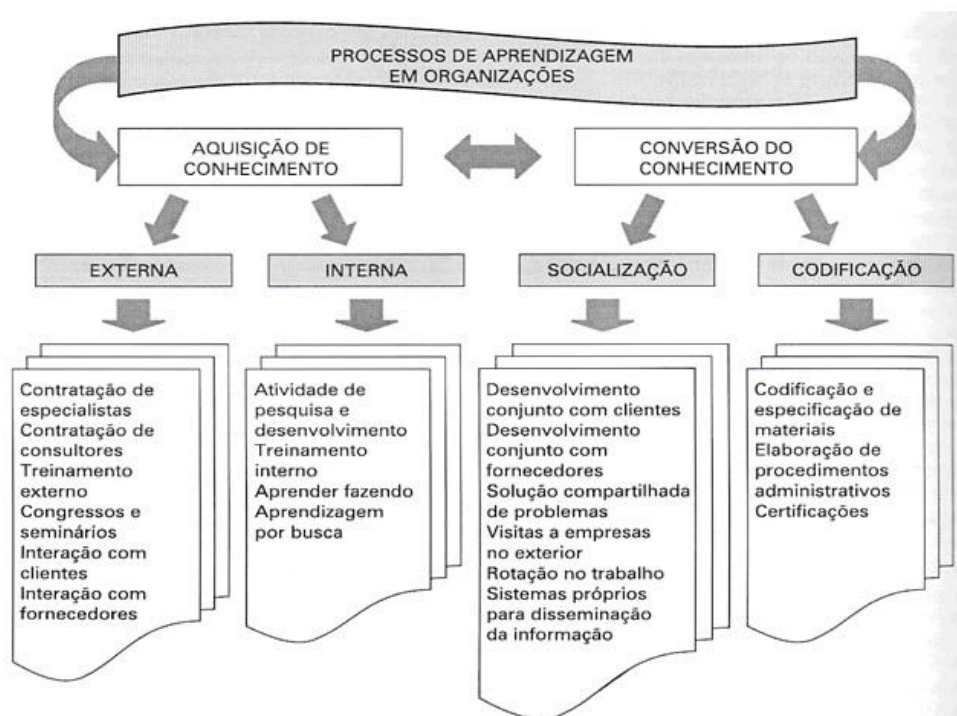 PROCESSOS DE APRENDIZAGEM
EM ORGANIZAÇÕES
AQUISIÇÃO DE
CONHECIMENTO
CONVERSÃO DO
CONHECIMENTO
EXTERNA
INTERNA
SOCIALIZAÇÃO
CODIFICAÇÃO
Contratação de
especialistas
Contratação de
consultores
Treinamento
externo
Congressos e
seminários
Interação com
clientes
Interação com
fornecedores
Atividade de
pesquisa e
desenvolvimento
Treinamento
interno
Aprender fazendo
Aprendizagem
por busca
Desenvolvimento
conjunto com clientes
Desenvolvimento
conjunto com
fornecedores
Solução compartilhada
de problemas
Visitas a empresas
no exterior
Rotação no trabalho
Sistemas próprios
para disseminação
da informação
Codificação e
especificação de
materiais
Elaboração de
procedimentos
administrativos
Certificações